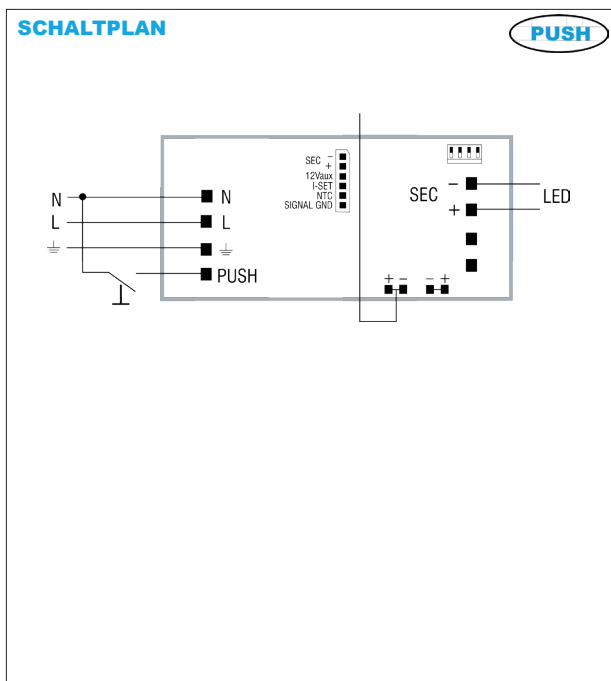 SCHALTPLAN
PUSH
SEC −
+
12Vaux
I-SET
NTC
SIGNAL GND
N
L
N
L
PUSH
SEC
−
+
LED
+ −
− +